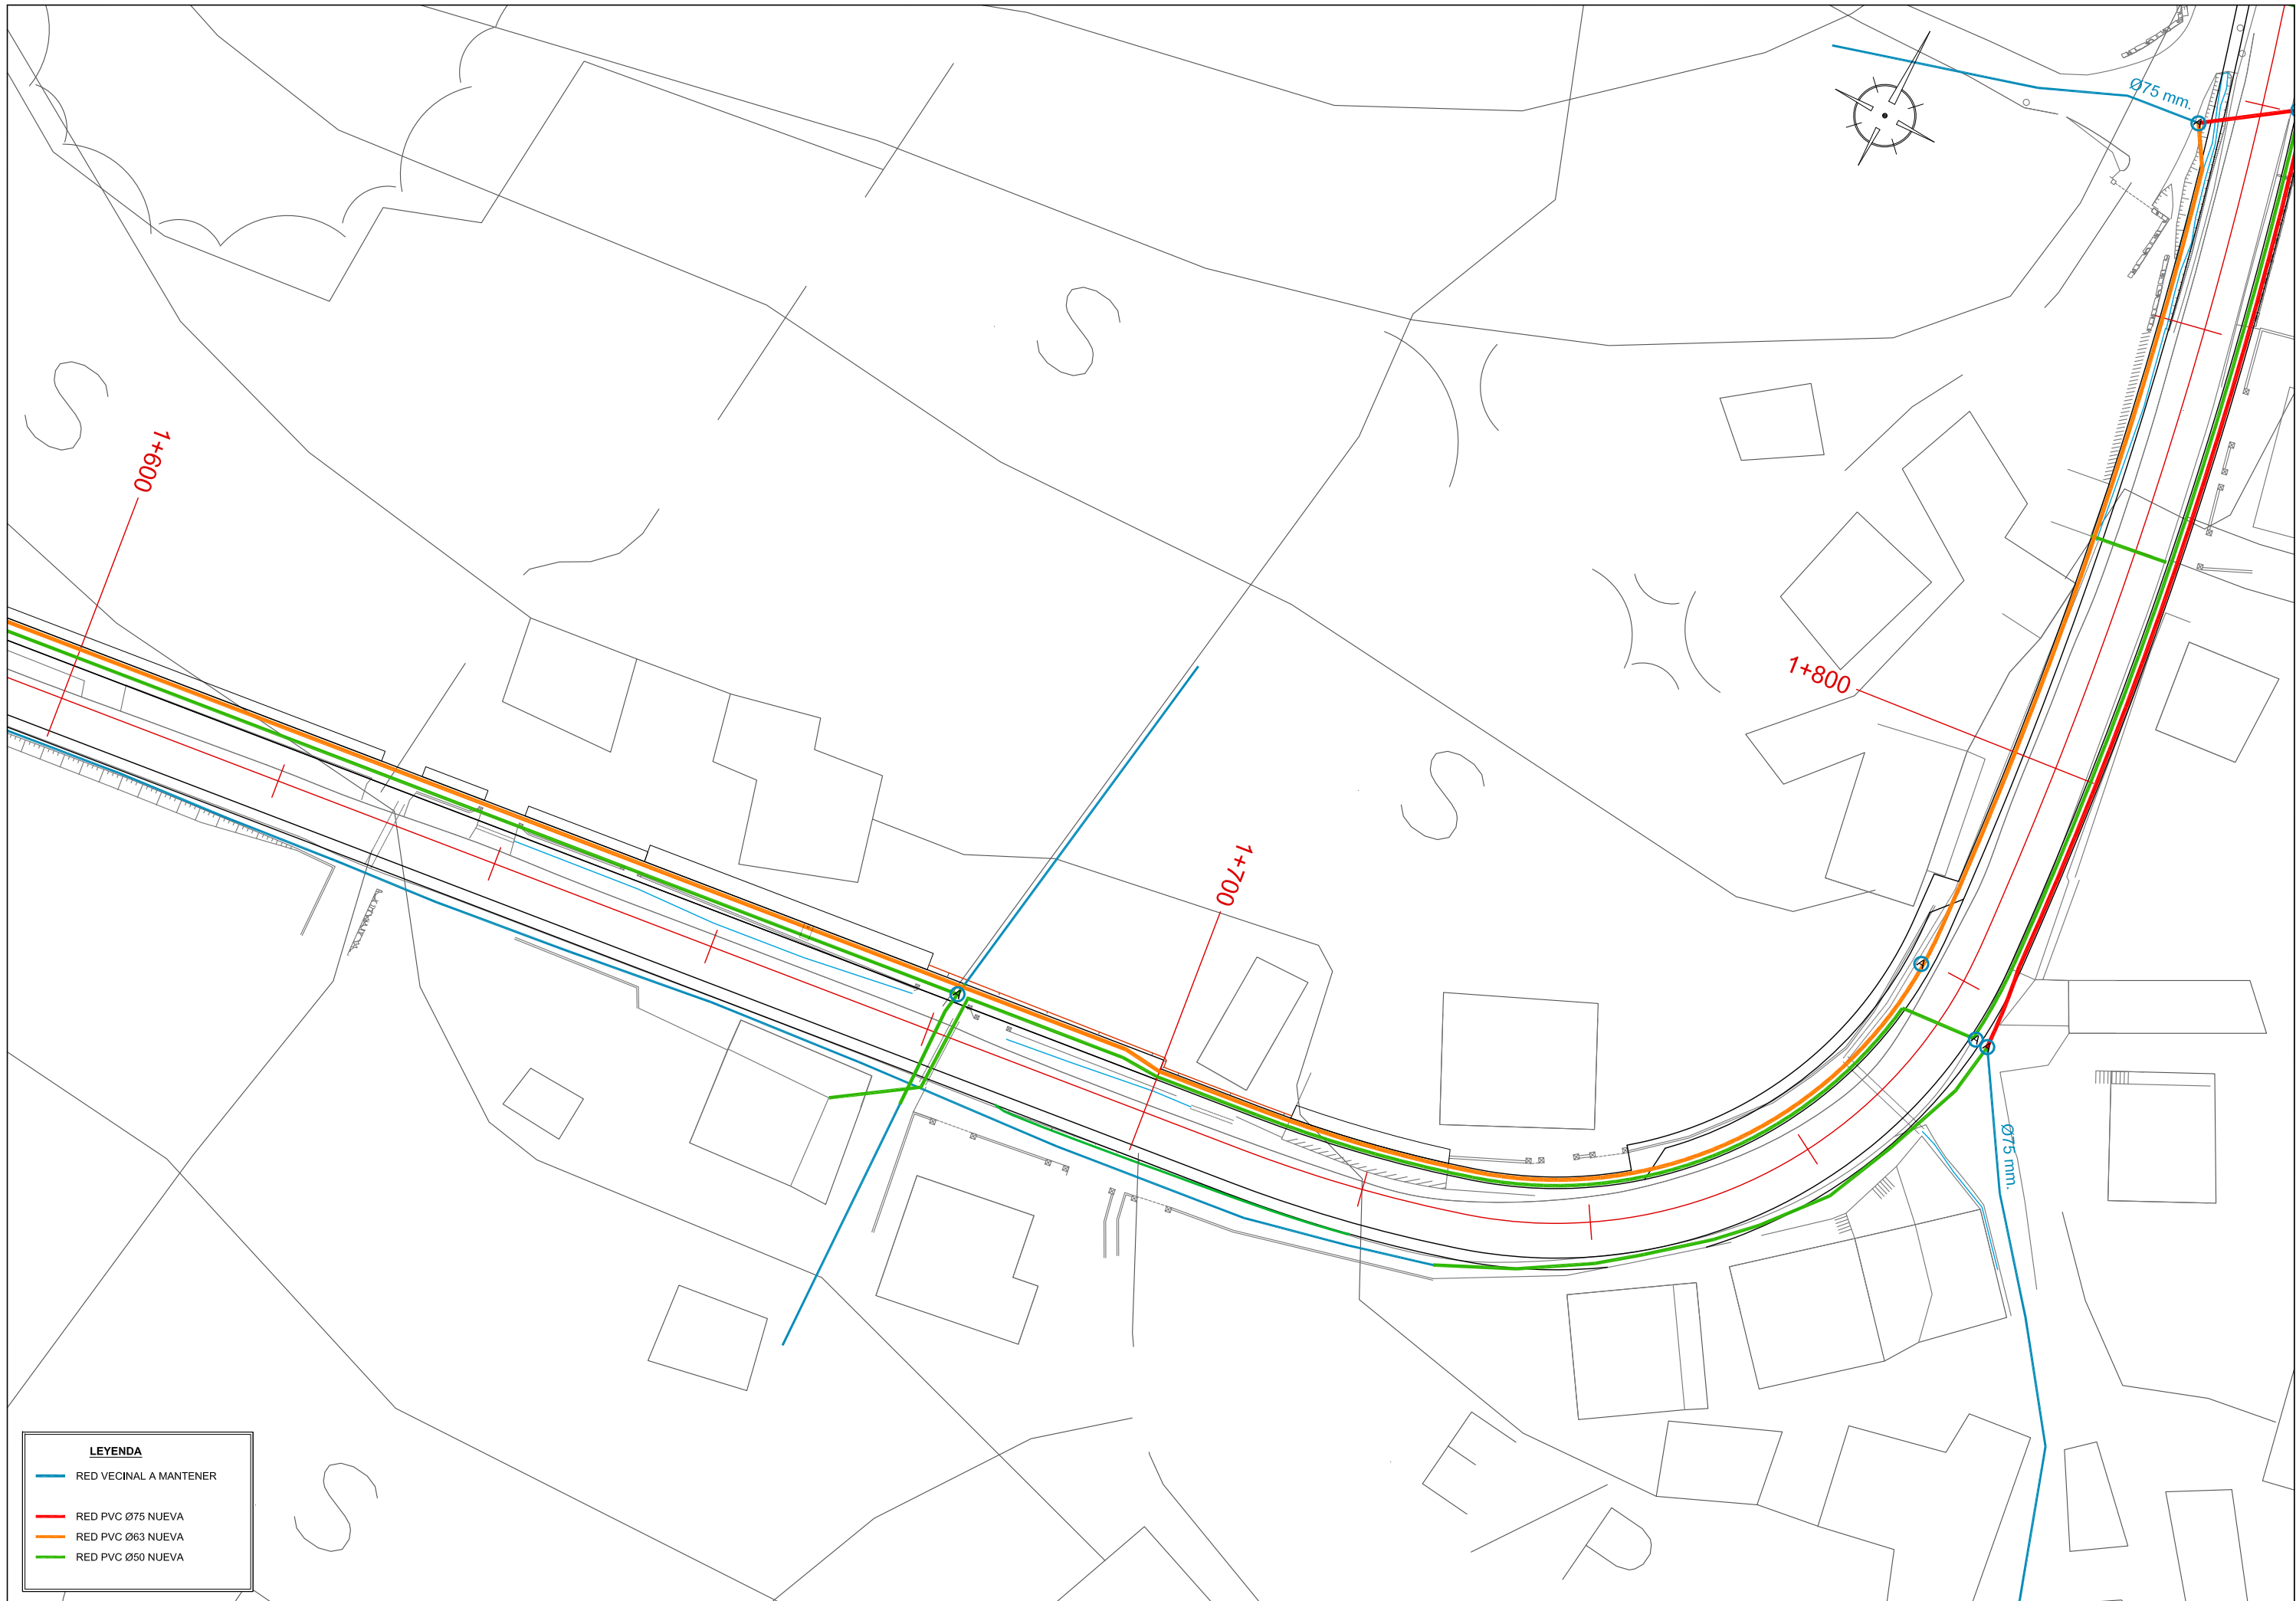 Ø75 mm.
S
S
1+600
1+800
S
1+700
A
A
A
A
A
Ø75 mm.
S
P
LEYENDA
RED VECINAL A MANTENER
RED PVC Ø75 NUEVA
RED PVC Ø63 NUEVA
RED PVC Ø50 NUEVA